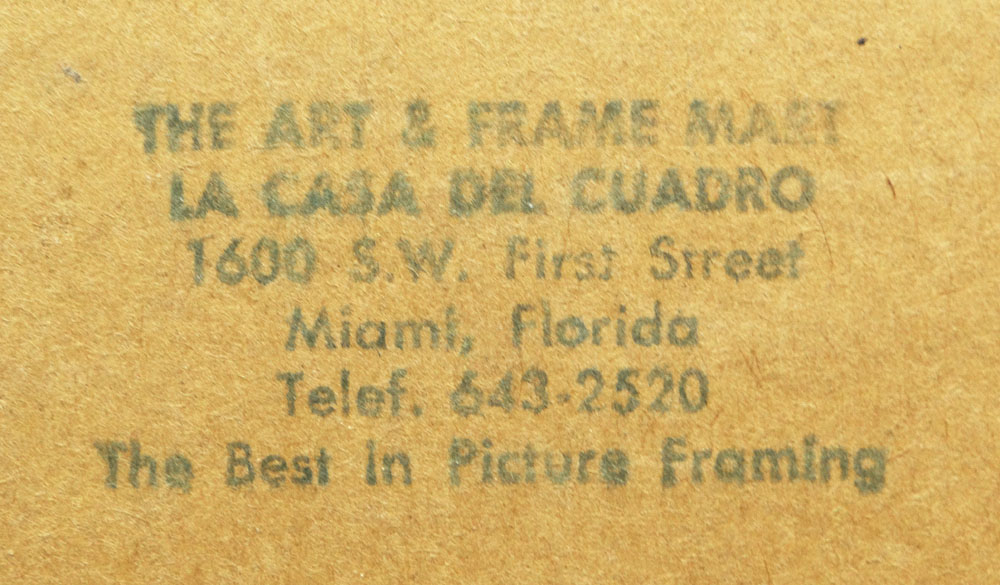 THE ART & FRAME MART
LA CASA DEL CUADRO
1600 S.W. First Street
Miami, Florida
Telef. 643-2520
The Best in Picture Framing